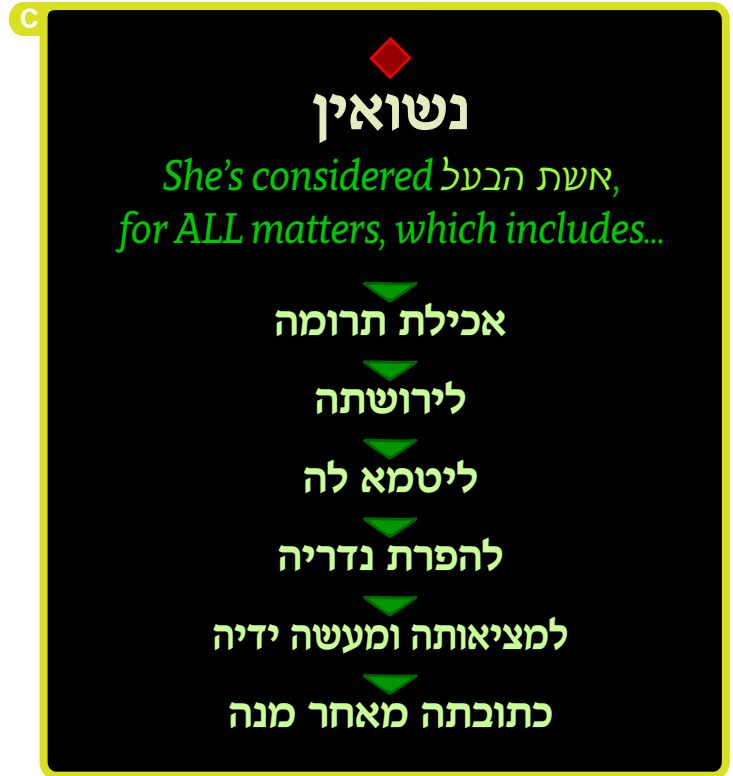 C
נשואין
She's considered אשת הבעל,
for ALL matters, which includes...
אכילת תרומה
לירושתה
ליטמא לה
להפרת נדריה
למציאותה ומעשה ידיה
כתובתה מאחר מנה